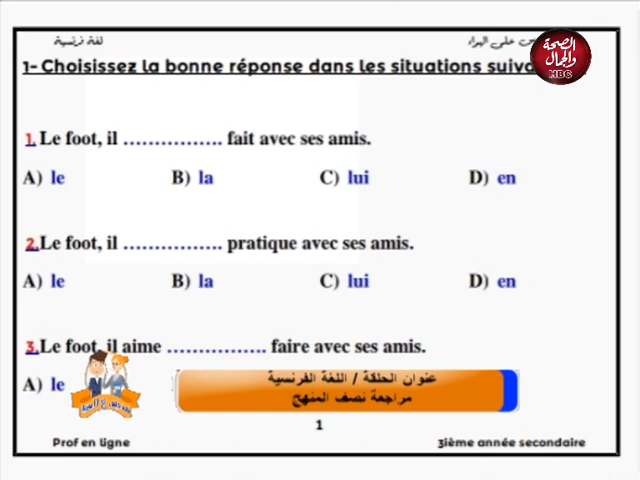 لغة فرنسية
على الهواء
الصحة
والجمال
MBC
1- Choisissez la bonne réponse dans les situations
1. Le foot, il ................. fait avec ses amis.
A) le B) la C) lui D) en
2.Le foot, il ................. pratique avec ses amis.
A) le B) la C) lui D) en
3.Le foot, il aime ................. faire avec ses amis.
A) le
عنوان الحلقة / اللغة الفرنسية
مراجعة نصف المنهج
1
Prof en ligne
3ième année secondaire